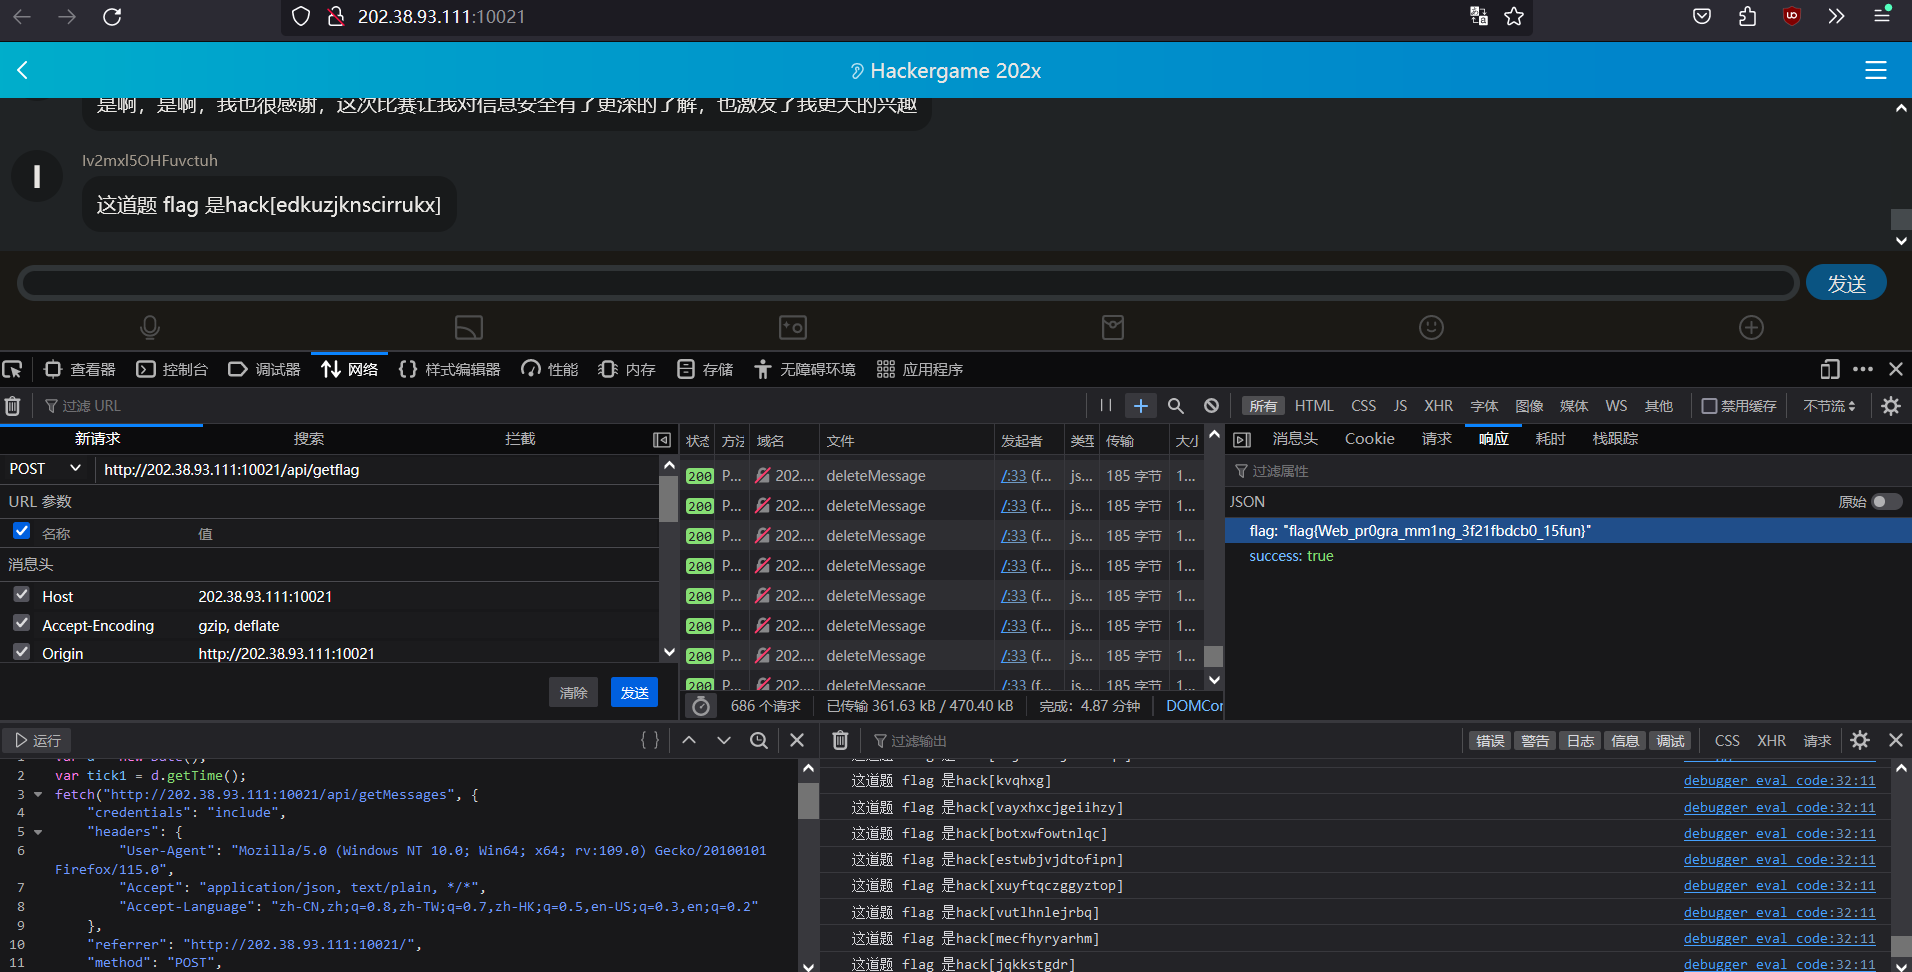 202.38.93.111:10021
Hackergame 202x
是啊，是啊，我也很感谢，这次比赛让我对信息安全有了更深的了解，也激发了我更大的兴趣
I
Iv2mxl5OHFuvctuh
这道题 flag 是hack[edkuzjknscirrukx]
发送
查看器 控制台 调试器 网络 样式编辑器 性能 内存 存储 无障碍环境 应用程序
过滤 URL
所有 HTML CSS JS XHR 字体 图像 媒体 WS 其他 禁用缓存 不节流
新请求 搜索 拦截
POST http://202.38.93.111:10021/api/getflag
URL 参数
名称 值
消息头
Host 202.38.93.111:10021
Accept-Encoding gzip, deflate
Origin http://202.38.93.111:10021
清除 发送
域名 文件 发起者 类型 传输
200 P... 202.... deleteMessage /:33 (f... js... 185 字节 1...
200 P... 202.... deleteMessage /:33 (f... js... 185 字节 1...
200 P... 202.... deleteMessage /:33 (f... js... 185 字节 1...
200 P... 202.... deleteMessage /:33 (f... js... 185 字节 1...
200 P... 202.... deleteMessage /:33 (f... js... 185 字节 1...
200 P... 202.... deleteMessage /:33 (f... js... 185 字节 1...
200 P... 202.... deleteMessage /:33 (f... js... 185 字节 1...
200 P... 202.... deleteMessage /:33 (f... js... 185 字节 1...
686 个请求 已传输 361.63 kB / 470.40 kB 完成：4.87 分钟 DOMCor
消息头 Cookie 请求 响应 耗时 栈跟踪
过滤属性
JSON 原始
flag: "flag{Web_pr0gra_mm1ng_3f21fbdcb0_15fun}"
success: true
运行
1 var d = new Date();
2 var tick1 = d.getTime();
3 fetch("http://202.38.93.111:10021/api/getMessages", {
4 "credentials": "include",
5 "headers": {
6 "User-Agent": "Mozilla/5.0 (Windows NT 10.0; Win64; x64; rv:109.0) Gecko/20100101
Firefox/115.0",
7 "Accept": "application/json, text/plain, */*",
8 "Accept-Language": "zh-CN,zh;q=0.8,zh-TW;q=0.7,zh-HK;q=0.5,en-US;q=0.3,en;q=0.2"
9 },
10 "referrer": "http://202.38.93.111:10021/",
11 "method": "POST",
过滤输出
错误 警告 日志 信息 调试 CSS XHR 请求
这道题 flag 是hack[kvqhxg] debugger eval code:32:11
这道题 flag 是hack[vayxhxcjgeiihzy] debugger eval code:32:11
这道题 flag 是hack[botxwfowtnlqc] debugger eval code:32:11
这道题 flag 是hack[estwbjvjdtofipn] debugger eval code:32:11
这道题 flag 是hack[xuyftqczggyztop] debugger eval code:32:11
这道题 flag 是hack[vutlhnlejrbq] debugger eval code:32:11
这道题 flag 是hack[mecfhyryarhm] debugger eval code:32:11
这道题 flag 是hack[jqkkstgdr] debugger eval code:32:11